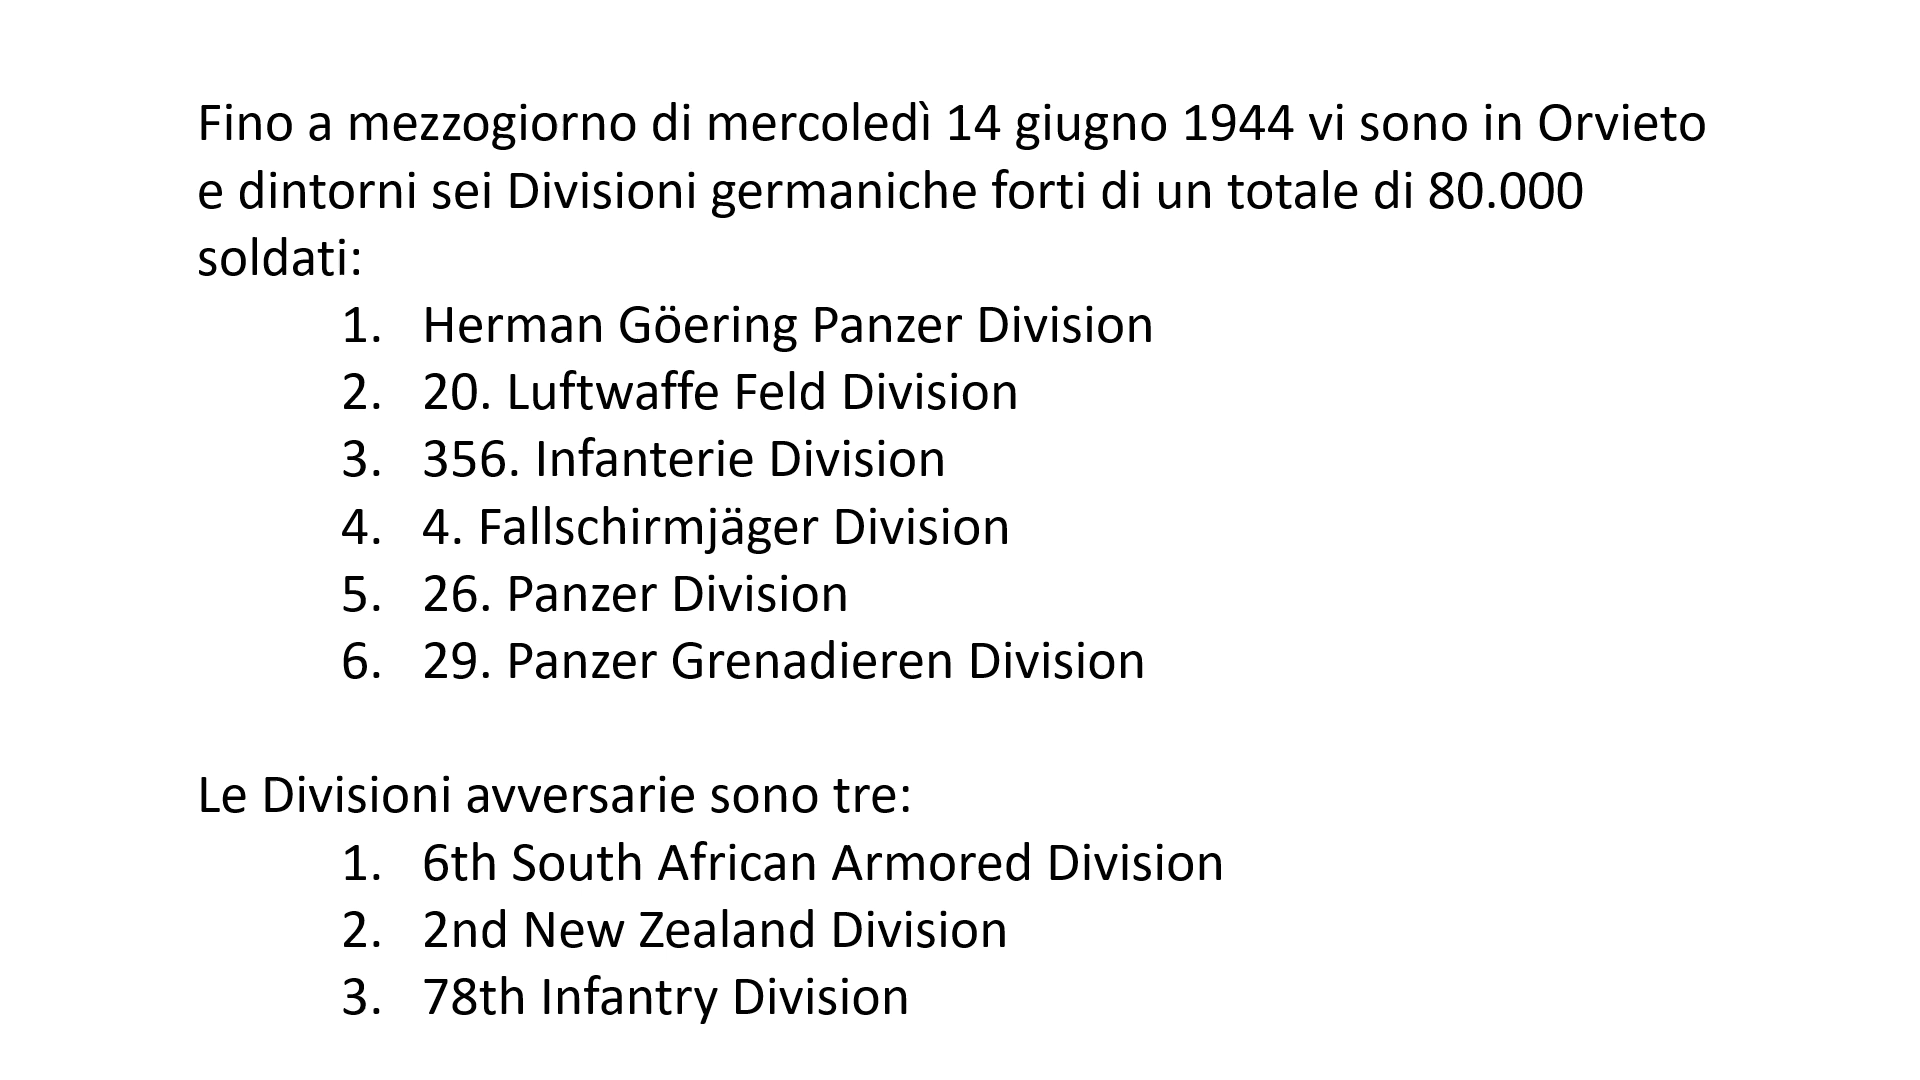 Fino a mezzogiorno di mercoledì 14 giugno 1944 vi sono in Orvieto
e dintorni sei Divisioni germaniche forti di un totale di 80.000
soldati:
1. Herman Göering Panzer Division
2. 20. Luftwaffe Feld Division
3. 356. Infanterie Division
4. 4. Fallschirmjäger Division
5. 26. Panzer Division
6. 29. Panzer Grenadieren Division
Le Divisioni avversarie sono tre:
1. 6th South African Armored Division
2. 2nd New Zealand Division
3. 78th Infantry Division